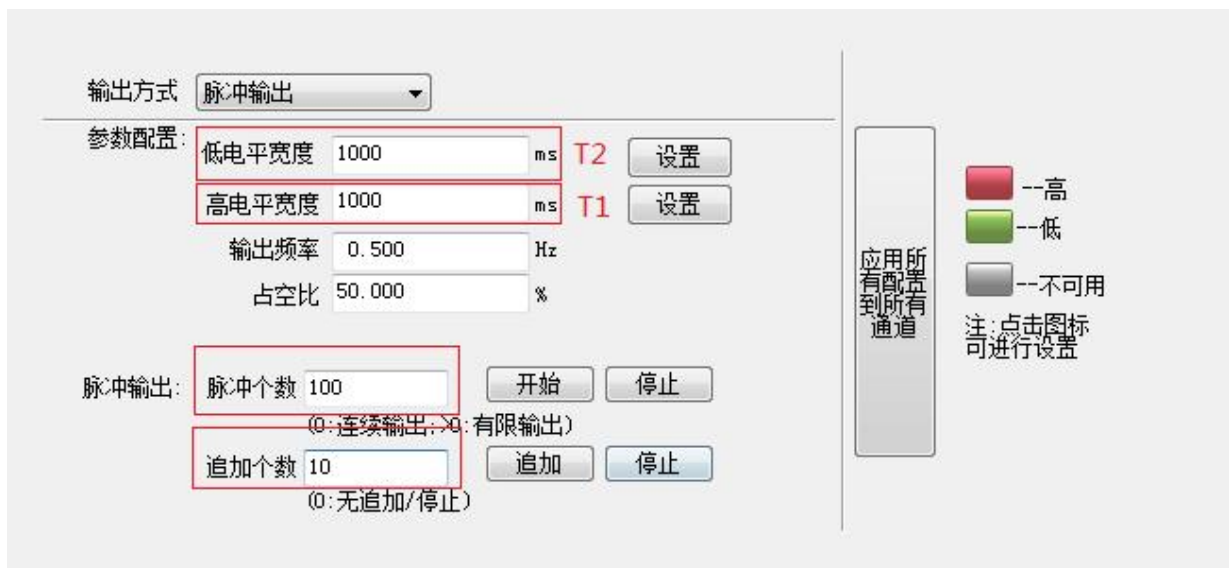 输出方式 脉冲输出
参数配置:
低电平宽度 1000 ms T2 设置
高电平宽度 1000 ms T1 设置
输出频率 0.500 Hz
占空比 50.000 %
脉冲输出: 脉冲个数 100 开始 停止
(0:连续输出;>0:有限输出)
追加个数 10 追加 停止
(0:无追加/停止)
应用所
有配置
到所有
通道
--高
--低
--不可用
注:点击图标
可进行设置